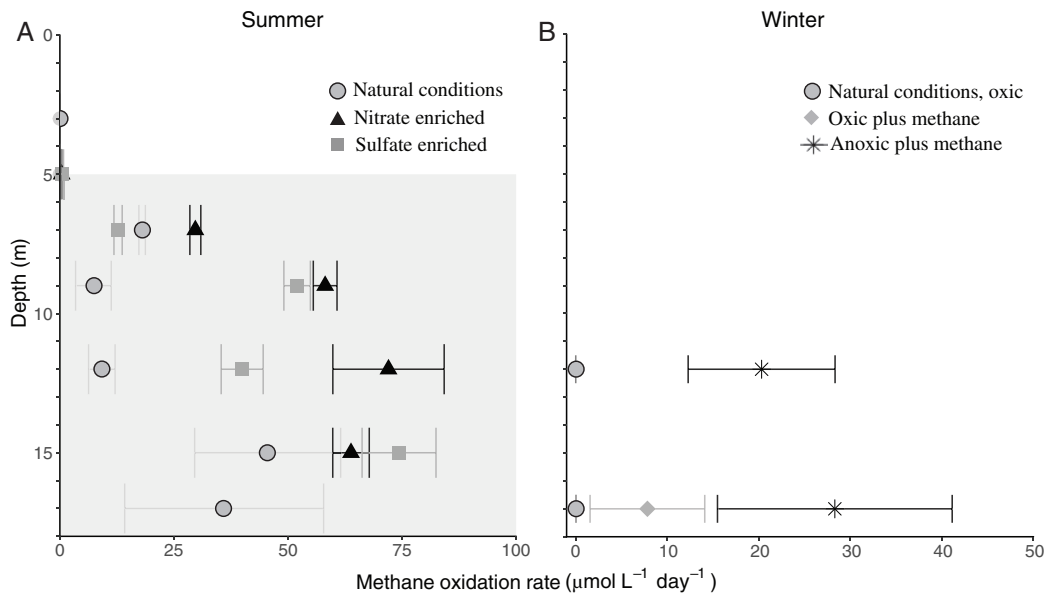 A Summer
Natural conditions
Nitrate enriched
Sulfate enriched
Depth (m)
0
5
10
15
0 25 50 75 100
B Winter
Natural conditions, oxic
Oxic plus methane
Anoxic plus methane
0 10 20 30 40 50
Methane oxidation rate (μmol L⁻¹ day⁻¹)